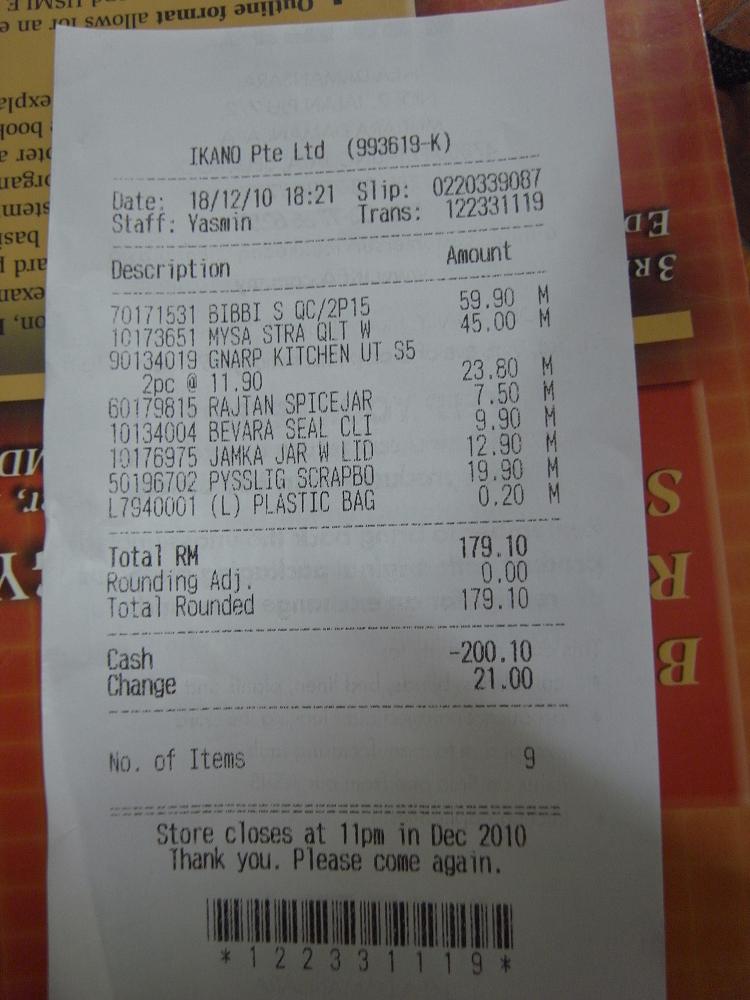 IKANO Pte Ltd (993619-K)
Date: 18/12/10 18:21 Slip: 0220339087
Staff: Yasmin Trans: 122331119
Description Amount
70171531 BIBBI S QC/2P15 59.90 M
10173651 MYSA STRA QLT W 45.00 M
90134019 GNARP KITCHEN UT S5
2pc @ 11.90 23.80 M
60179815 RAJTAN SPICEJAR 7.50 M
10134004 BEVARA SEAL CLI 9.90 M
10176975 JAMKA JAR W LID 12.90 M
50196702 PYSSLIG SCRAPBO 19.90 M
L7940001 (L) PLASTIC BAG 0.20 M
Total RM 179.10
Rounding Adj. 0.00
Total Rounded 179.10
Cash -200.10
Change 21.00
No. of Items 9
Store closes at 11pm in Dec 2010
Thank you. Please come again.
*122331119*
Outline format allows for an
3RD
ED
BRS